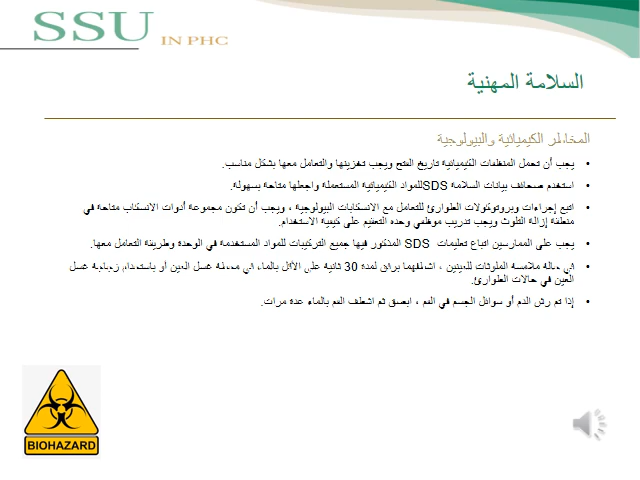 SSU IN PHC
السلامة المهنية
المخاطر الكيميائية والبيولوجية
• يجب أن تحمل المنظفات الكيميائية تاريخ الفتح ويجب تخزينها والتعامل معها بشكل مناسب.
• استخدم صحائف بيانات السلامة SDSللمواد الكيميائية المستعملة واجعلها متاحة بسهولة.
• اتبع إجراءات وبروتوكولات الطوارئ للتعامل مع الانسكابات البيولوجية ، ويجب أن تكون مجموعة أدوات الانسكاب متاحة في
منطقة إزالة التلوث ويجب تدريب موظفي وحدة التعقيم على كيفية الاستخدام.
• يجب على الممارسين اتباع تعليمات SDS المذكور فيها جميع التركيبات للمواد المستخدمة في الوحدة وطريقة التعامل معها.
• في حالة ملامسة الملوثات للعينين ، اشطفهما برفق لمدة 30 ثانية على الأقل بالماء في محطة غسل العين أو باستخدام زجاجة غسل
العين في حالات الطوارئ.
• إذا تم رش الدم أو سوائل الجسم في الفم ، ابصق ثم اشطف الفم بالماء عدة مرات.
BIOHAZARD